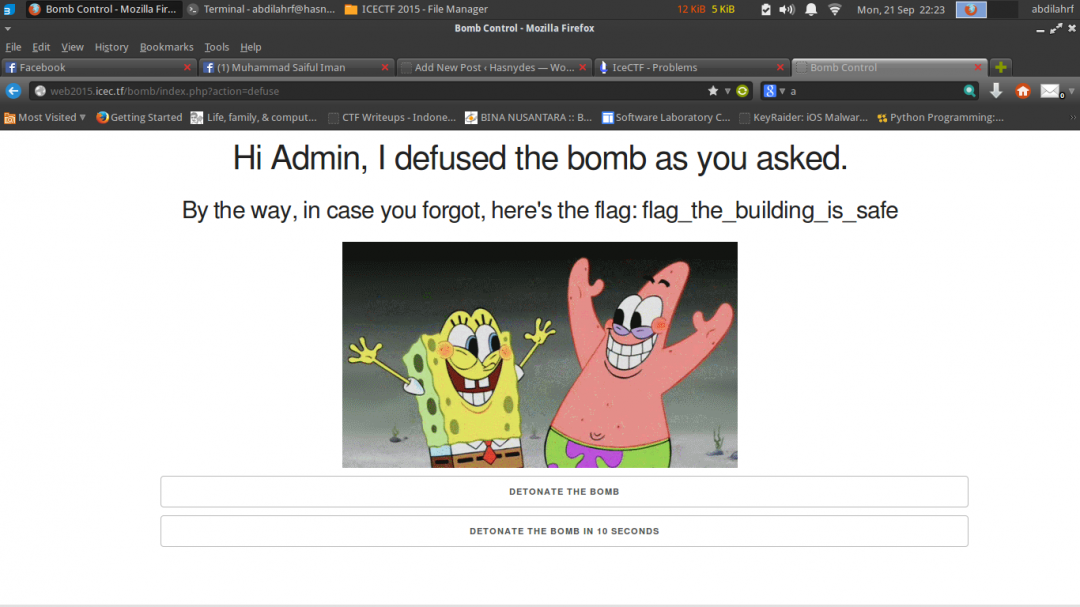 Bomb Control - Mozilla Fir... Terminal - abdilahrf@hasn... ICECTF 2015 - File Manager 12 KiB 5 KiB Mon, 21 Sep 22:23 abdilahrf
Bomb Control - Mozilla Firefox
File Edit View History Bookmarks Tools Help
Facebook (1) Muhammad Saiful Iman Add New Post ‹ Hasnydes — Wo... IceCTF - Problems Bomb Control
web2015.icec.tf/bomb/index.php?action=defuse a 0
Most Visited Getting Started Life, family, & comput... CTF Writeups - Indone... BINA NUSANTARA :: B... Software Laboratory C... KeyRaider: iOS Malwar... Python Programming:...
Hi Admin, I defused the bomb as you asked.
By the way, in case you forgot, here's the flag: flag_the_building_is_safe
DETONATE THE BOMB
DETONATE THE BOMB IN 10 SECONDS